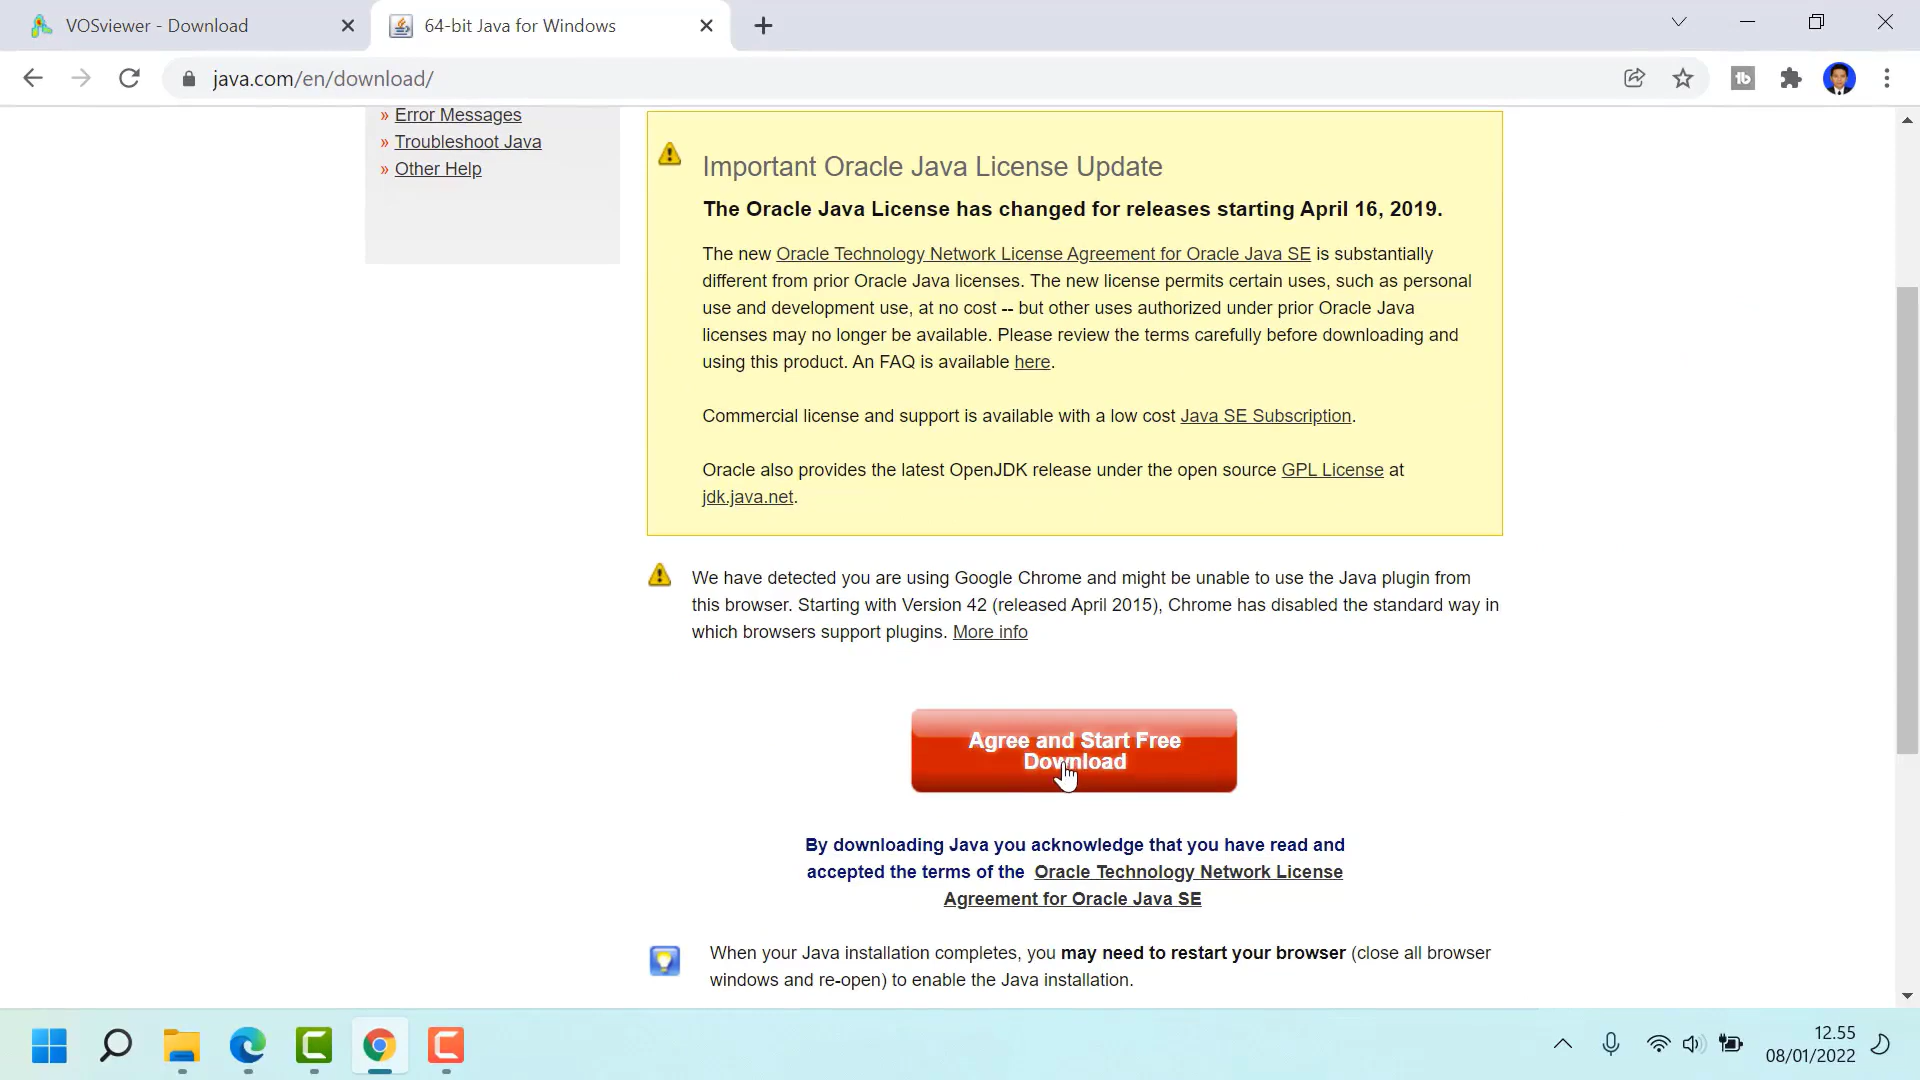 VOSviewer - Download
64-bit Java for Windows
java.com/en/download/
» Error Messages
» Troubleshoot Java
» Other Help
Important Oracle Java License Update
The Oracle Java License has changed for releases starting April 16, 2019.
The new Oracle Technology Network License Agreement for Oracle Java SE is substantially
different from prior Oracle Java licenses. The new license permits certain uses, such as personal
use and development use, at no cost -- but other uses authorized under prior Oracle Java
licenses may no longer be available. Please review the terms carefully before downloading and
using this product. An FAQ is available here.
Commercial license and support is available with a low cost Java SE Subscription.
Oracle also provides the latest OpenJDK release under the open source GPL License at
jdk.java.net.
We have detected you are using Google Chrome and might be unable to use the Java plugin from
this browser. Starting with Version 42 (released April 2015), Chrome has disabled the standard way in
which browsers support plugins. More info
Agree and Start Free
Download
By downloading Java you acknowledge that you have read and
accepted the terms of the Oracle Technology Network License
Agreement for Oracle Java SE
When your Java installation completes, you may need to restart your browser (close all browser
windows and re-open) to enable the Java installation.
12.55
08/01/2022